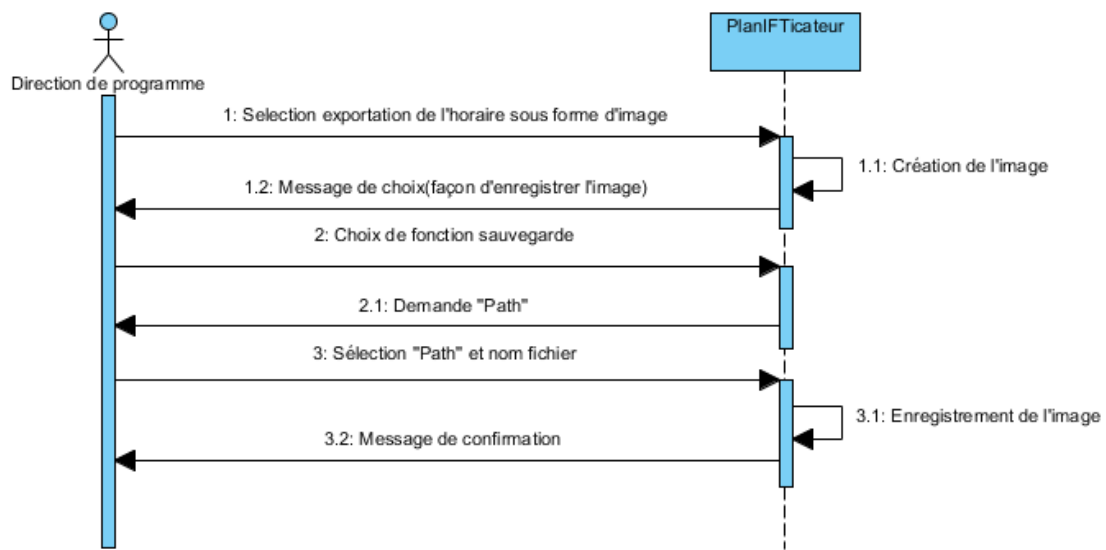 PlanIFTicateur
Direction de programme
1: Selection exportation de l'horaire sous forme d'image
1.1: Création de l'image
1.2: Message de choix(façon d'enregistrer l'image)
2: Choix de fonction sauvegarde
2.1: Demande "Path"
3: Sélection "Path" et nom fichier
3.1: Enregistrement de l'image
3.2: Message de confirmation